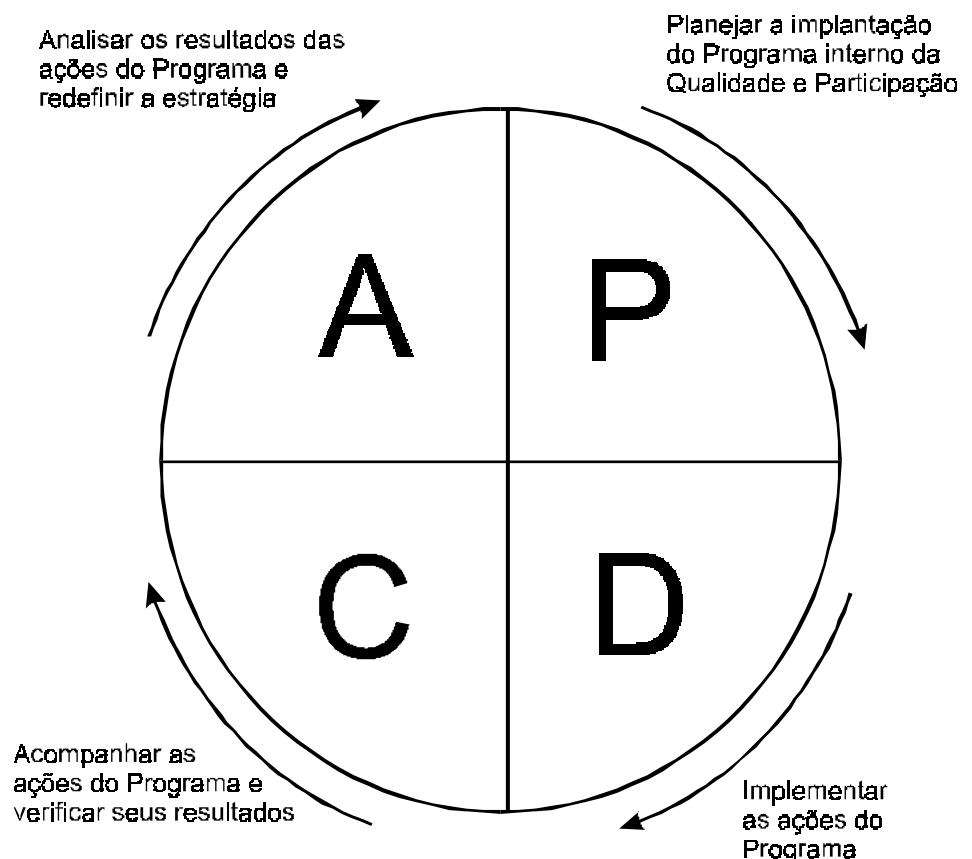 Analisar os resultados das
ações do Programa e
redefinir a estratégia
Planejar a implantação
do Programa interno da
Qualidade e Participação
A
P
C
D
Acompanhar as
ações do Programa e
verificar seus resultados
Implementar
as ações do
Programa